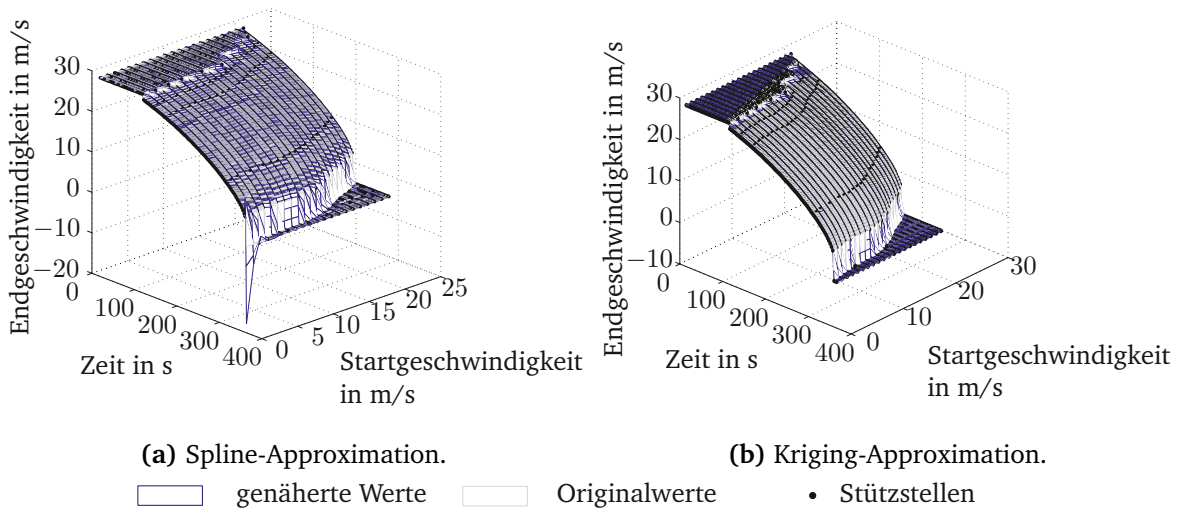 Endgeschwindigkeit in m/s
30
20
10
0
−10
−20
0
100
200
300
400
Zeit in s
0
5
10
15
20
25
Startgeschwindigkeit
in m/s
(a) Spline-Approximation.
Endgeschwindigkeit in m/s
30
20
10
0
−10
0
100
200
300
400
Zeit in s
0
10
20
30
Startgeschwindigkeit
in m/s
(b) Kriging-Approximation.
genäherte Werte Originalwerte Stützstellen